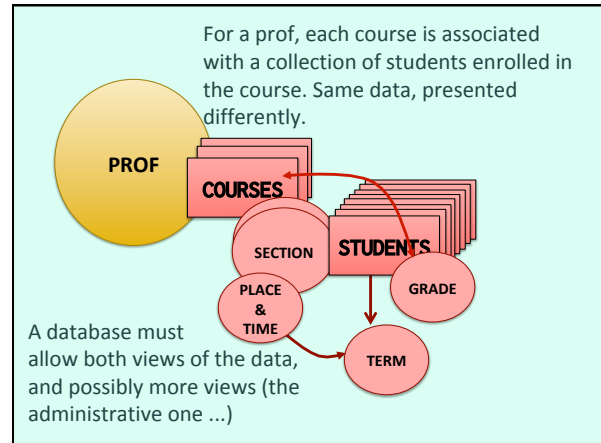 For a prof, each course is associated
with a collection of students enrolled in
the course. Same data, presented
differently.
PROF
COURSES
SECTION
STUDENTS
PLACE
&
TIME
GRADE
TERM
A database must
allow both views of the data,
and possibly more views (the
administrative one ...)